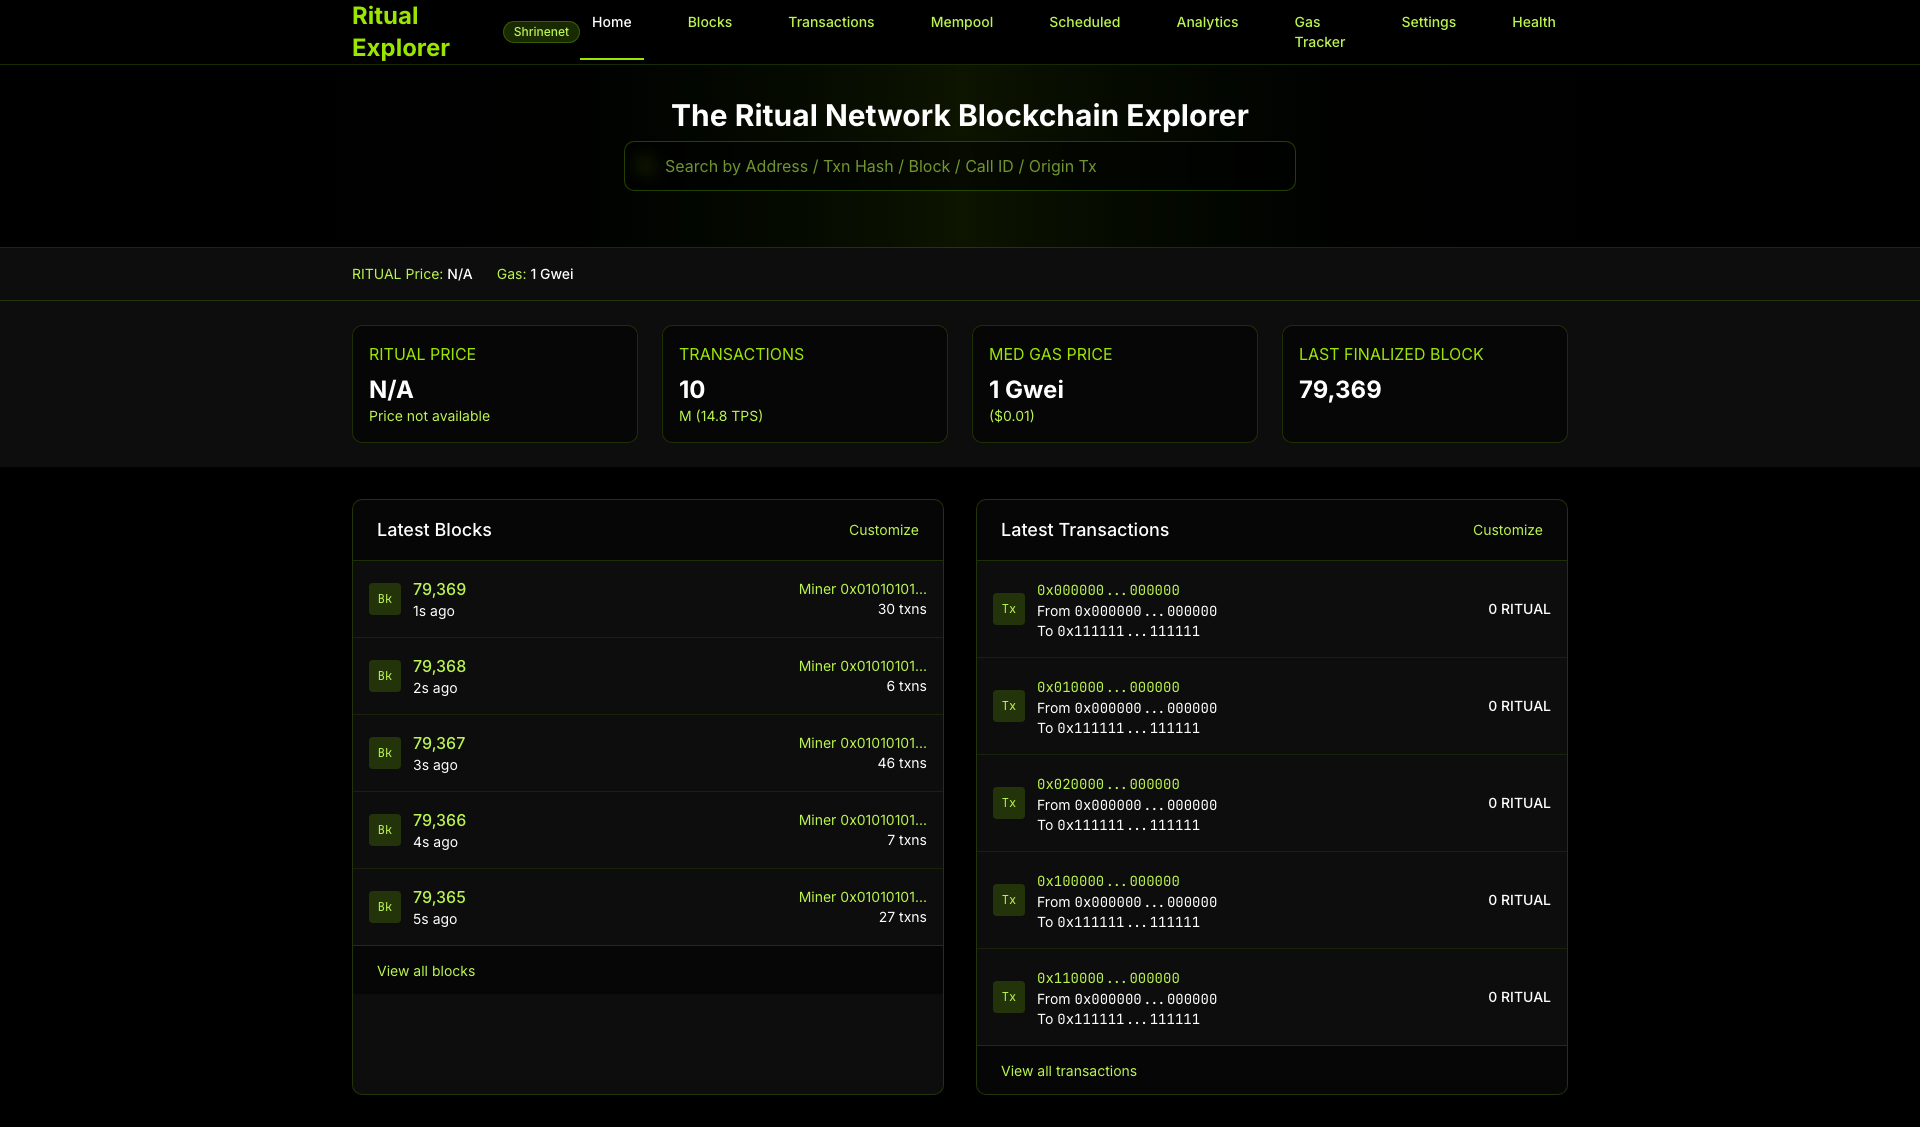 Ritual
Explorer
Shrinenet
Home
Blocks
Transactions
Mempool
Scheduled
Analytics
Gas
Tracker
Settings
Health
The Ritual Network Blockchain Explorer
Search by Address / Txn Hash / Block / Call ID / Origin Tx
RITUAL Price: N/A
Gas: 1 Gwei
RITUAL PRICE
N/A
Price not available
TRANSACTIONS
10
M (14.8 TPS)
MED GAS PRICE
1 Gwei
($0.01)
LAST FINALIZED BLOCK
79,369
Latest Blocks
Customize
Bk
79,369
1s ago
Miner 0x01010101...
30 txns
Bk
79,368
2s ago
Miner 0x01010101...
6 txns
Bk
79,367
3s ago
Miner 0x01010101...
46 txns
Bk
79,366
4s ago
Miner 0x01010101...
7 txns
Bk
79,365
5s ago
Miner 0x01010101...
27 txns
View all blocks
Latest Transactions
Customize
Tx
0x000000...000000
From 0x000000...000000
To 0x111111...111111
0 RITUAL
Tx
0x010000...000000
From 0x000000...000000
To 0x111111...111111
0 RITUAL
Tx
0x020000...000000
From 0x000000...000000
To 0x111111...111111
0 RITUAL
Tx
0x100000...000000
From 0x000000...000000
To 0x111111...111111
0 RITUAL
Tx
0x110000...000000
From 0x000000...000000
To 0x111111...111111
0 RITUAL
View all transactions